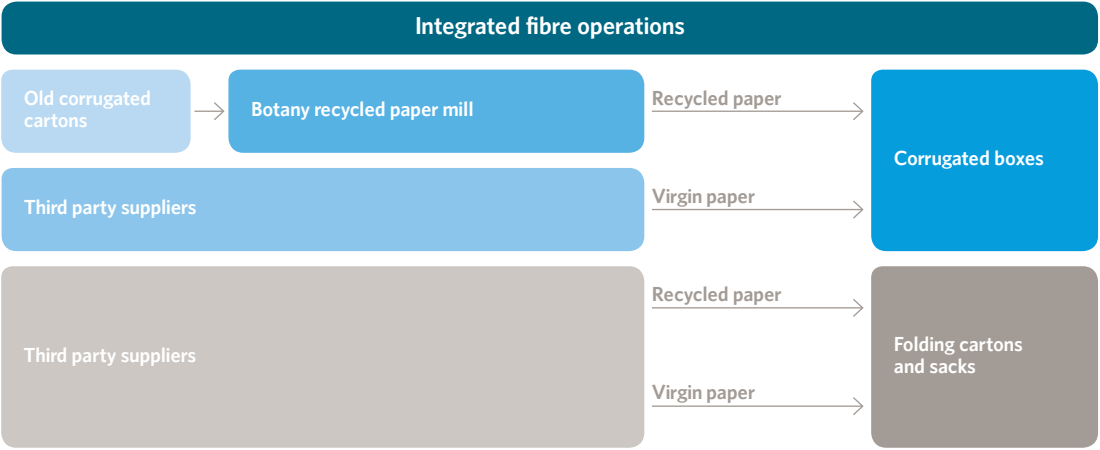 Integrated fibre operations
Old corrugated
cartons
Botany recycled paper mill
Recycled paper
Corrugated boxes
Third party suppliers
Virgin paper
Third party suppliers
Recycled paper
Virgin paper
Folding cartons
and sacks